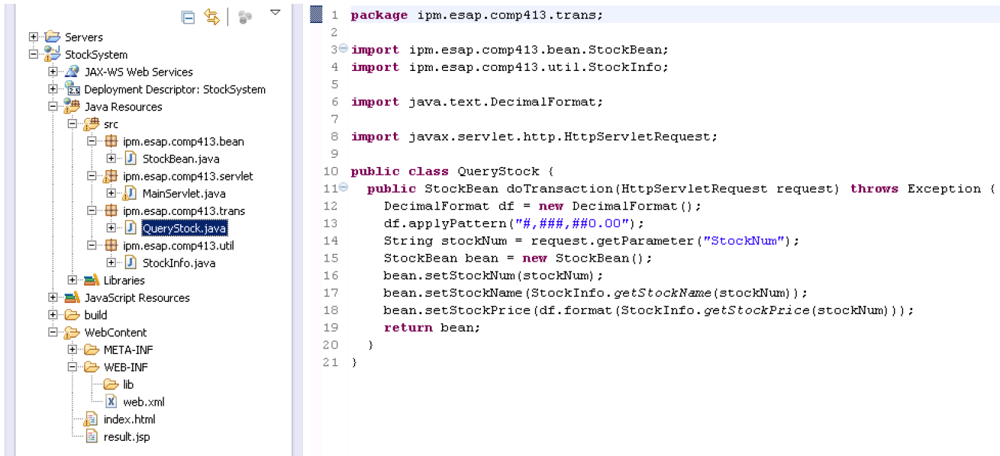 Servers
StockSystem
JAX-WS Web Services
2.5 Deployment Descriptor: StockSystem
Java Resources
src
ipm.esap.comp413.bean
J StockBean.java
ipm.esap.comp413.servlet
J MainServlet.java
ipm.esap.comp413.trans
J QueryStock.java
ipm.esap.comp413.util
J StockInfo.java
Libraries
JavaScript Resources
build
WebContent
META-INF
WEB-INF
lib
X web.xml
index.html
result.jsp
1 package ipm.esap.comp413.trans;
2
3 import ipm.esap.comp413.bean.StockBean;
4 import ipm.esap.comp413.util.StockInfo;
5
6 import java.text.DecimalFormat;
7
8 import javax.servlet.http.HttpServletRequest;
9
10 public class QueryStock {
11 public StockBean doTransaction(HttpServletRequest request) throws Exception {
12 DecimalFormat df = new DecimalFormat();
13 df.applyPattern("#,###,##0.00");
14 String stockNum = request.getParameter("StockNum");
15 StockBean bean = new StockBean();
16 bean.setStockNum(stockNum);
17 bean.setStockName(StockInfo.getStockName(stockNum));
18 bean.setStockPrice(df.format(StockInfo.getStockPrice(stockNum)));
19 return bean;
20 }
21 }